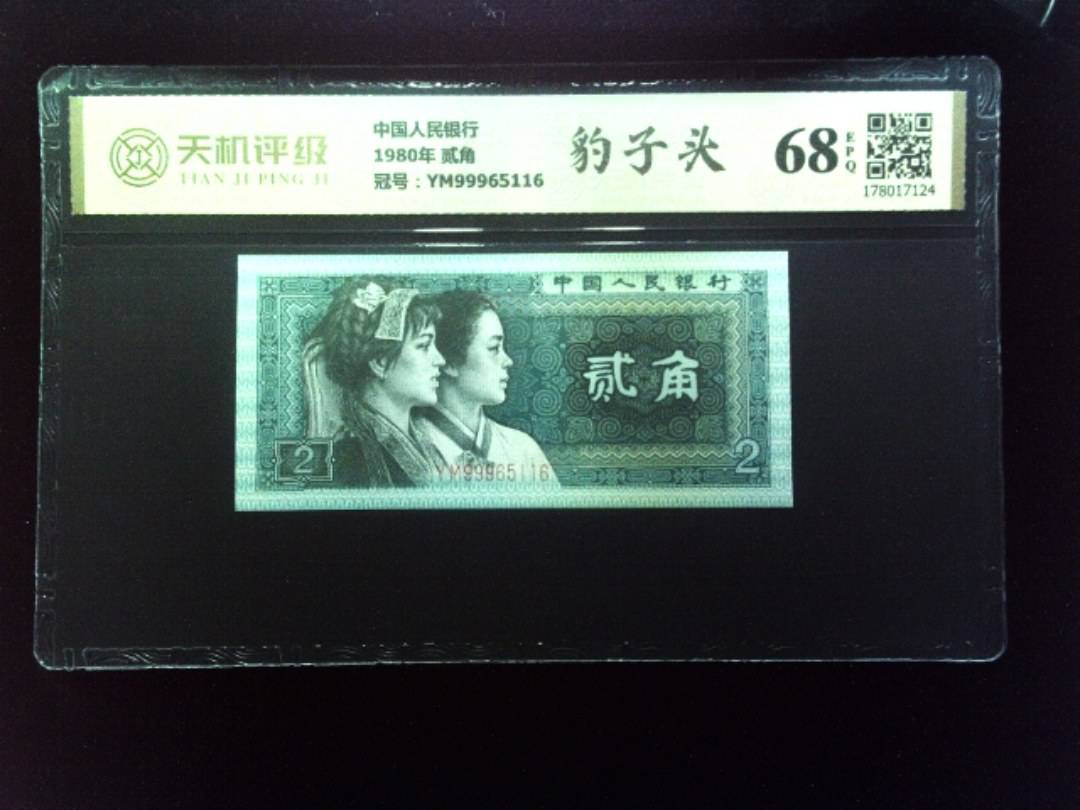 天机评级
TIAN JI PING JI
中国人民银行
1980年 贰角
冠号：YM99965116
豹子头
68
EPQ
178017124
中国人民银行
贰角
2
2
YM99965116